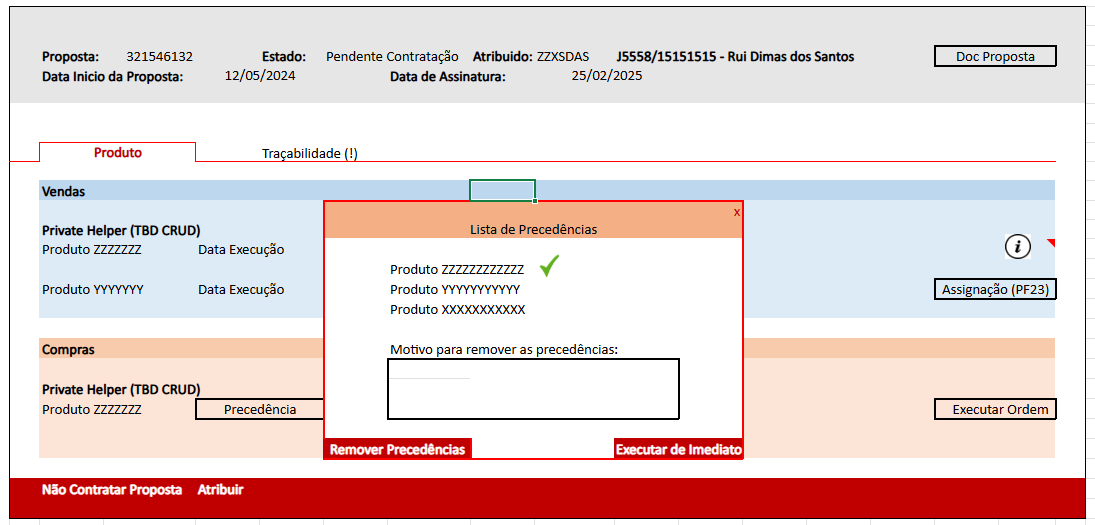 Proposta: 321546132 Estado: Pendente Contratação Atribuido: ZZXSDAS J5558/15151515 - Rui Dimas dos Santos Doc Proposta
Data Inicio da Proposta: 12/05/2024 Data de Assinatura: 25/02/2025
Produto Traçabilidade (!)
Vendas
Private Helper (TBD CRUD)
Produto ZZZZZZZ Data Execução
Produto YYYYYYY Data Execução Assignação (PF23)
x
Lista de Precedências
Produto ZZZZZZZZZZZZ
Produto YYYYYYYYYYY
Produto XXXXXXXXXXX
Motivo para remover as precedências:
Remover Precedências Executar de Imediato
Compras
Private Helper (TBD CRUD)
Produto ZZZZZZZ Precedência Executar Ordem
Não Contratar Proposta Atribuir